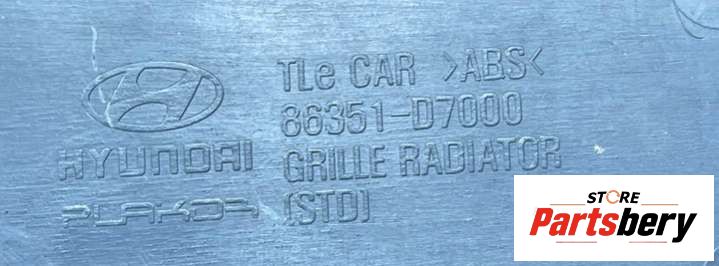 TLe CAR >ABS<
86351-D7000
HYUNDAI GRILLE RADIATOR
PLAKOR (STD)
STORE
Partsbery